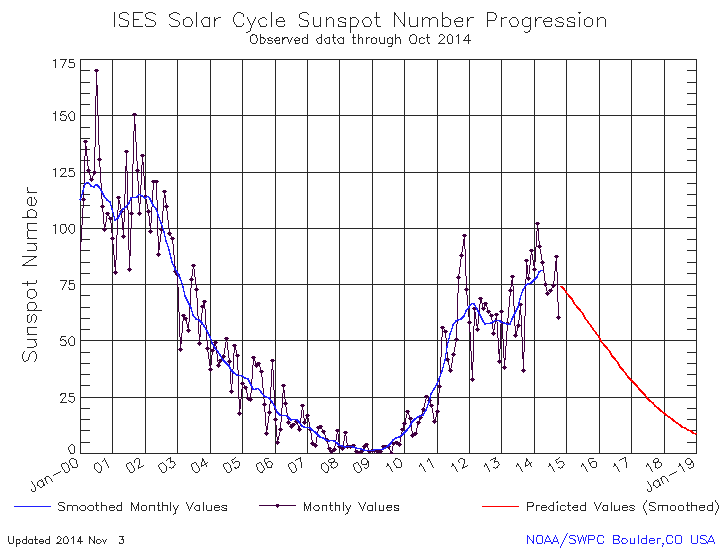 ISES Solar Cycle Sunspot Number Progression
Observed data through Oct 2014
175
150
125
100
75
50
25
0
Sunspot Number
Jan-00 01 02 03 04 05 06 07 08 09 10 11 12 13 14 15 16 17 18 Jan-19
Smoothed Monthly Values Monthly Values Predicted Values (Smoothed)
Updated 2014 Nov 3 NOAA/SWPC Boulder,CO USA